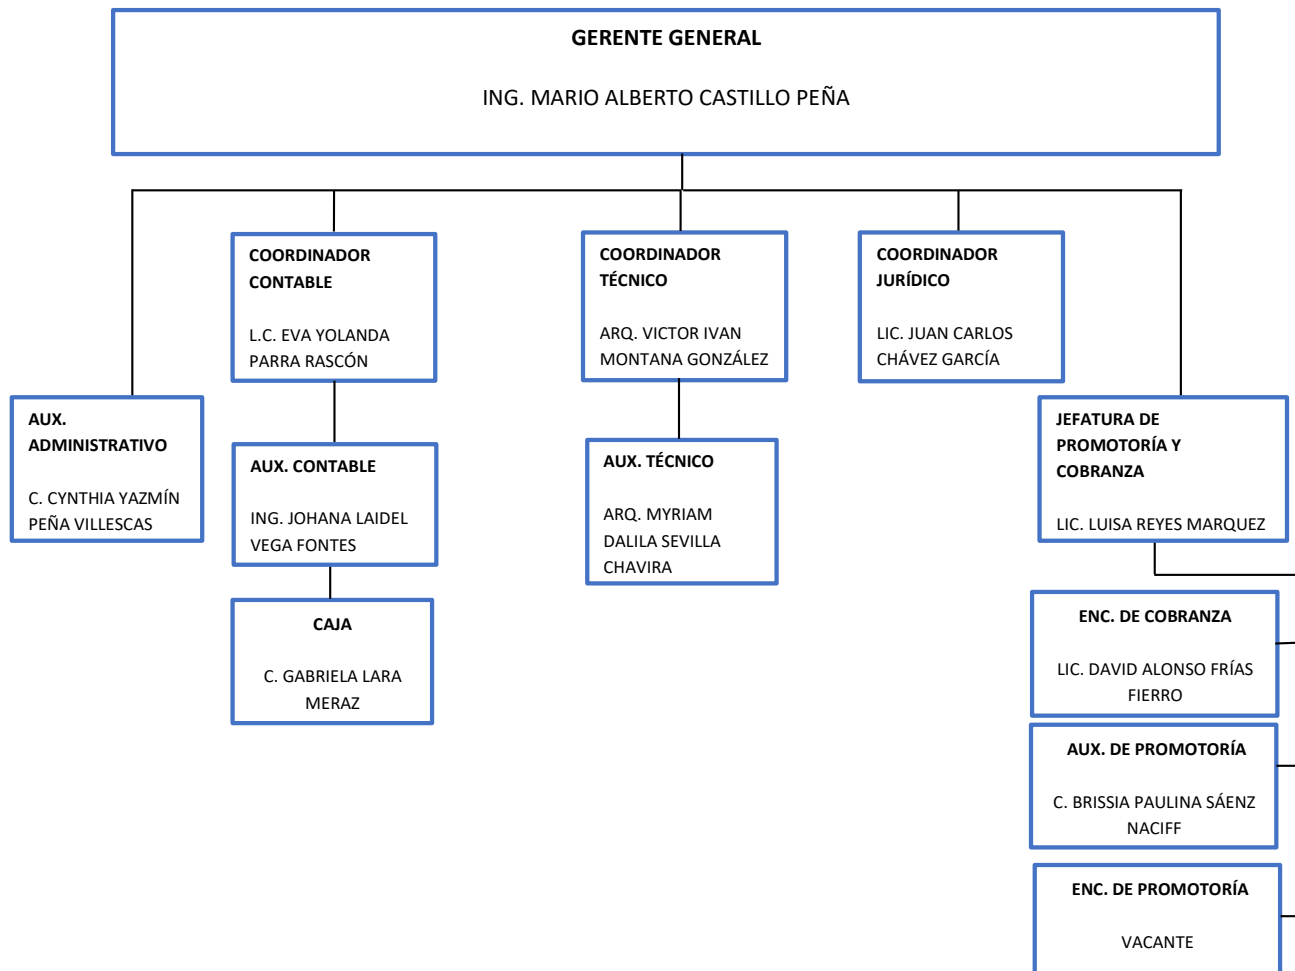 GERENTE GENERAL
ING. MARIO ALBERTO CASTILLO PEÑA
COORDINADOR
CONTABLE
L.C. EVA YOLANDA
PARRA RASCÓN
COORDINADOR
TÉCNICO
ARQ. VICTOR IVAN
MONTANA GONZÁLEZ
COORDINADOR
JURÍDICO
LIC. JUAN CARLOS
CHÁVEZ GARCÍA
AUX.
ADMINISTRATIVO
C. CYNTHIA YAZMÍN
PEÑA VILLESCAS
AUX. CONTABLE
ING. JOHANA LAIDEL
VEGA FONTES
AUX. TÉCNICO
ARQ. MYRIAM
DALILA SEVILLA
CHAVIRA
JEFATURA DE
PROMOTORÍA Y
COBRANZA
LIC. LUISA REYES MARQUEZ
CAJA
C. GABRIELA LARA
MERAZ
ENC. DE COBRANZA
LIC. DAVID ALONSO FRÍAS
FIERRO
AUX. DE PROMOTORÍA
C. BRISSIA PAULINA SÁENZ
NACIFF
ENC. DE PROMOTORÍA
VACANTE